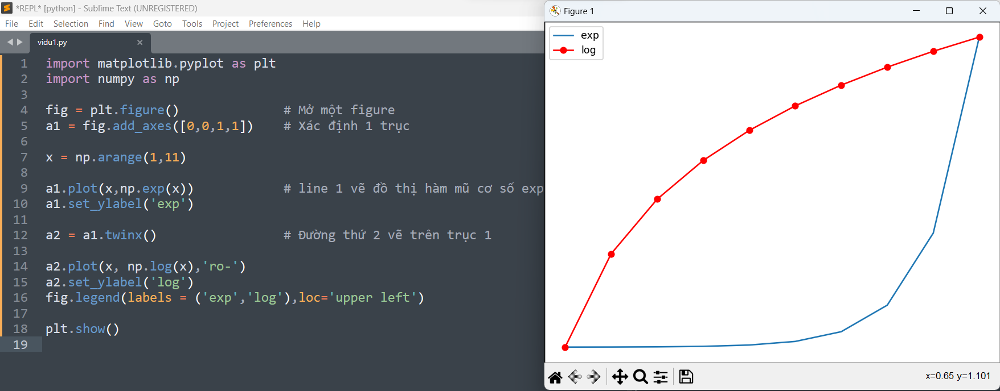 *REPL* [python] - Sublime Text (UNREGISTERED)
File Edit Selection Find View Goto Tools Project Preferences Help
vidu1.py
1 import matplotlib.pyplot as plt
2 import numpy as np
3
4 fig = plt.figure() # Mở một figure
5 a1 = fig.add_axes([0,0,1,1]) # Xác định 1 trục
6
7 x = np.arange(1,11)
8
9 a1.plot(x,np.exp(x)) # line 1 vẽ đồ thị hàm mũ cơ số exp
10 a1.set_ylabel('exp')
11
12 a2 = a1.twinx() # Đường thứ 2 vẽ trên trục 1
13
14 a2.plot(x, np.log(x),'ro-')
15 a2.set_ylabel('log')
16 fig.legend(labels = ('exp','log'),loc='upper left')
17
18 plt.show()
19
Figure 1
exp
log
x=0.65 y=1.101